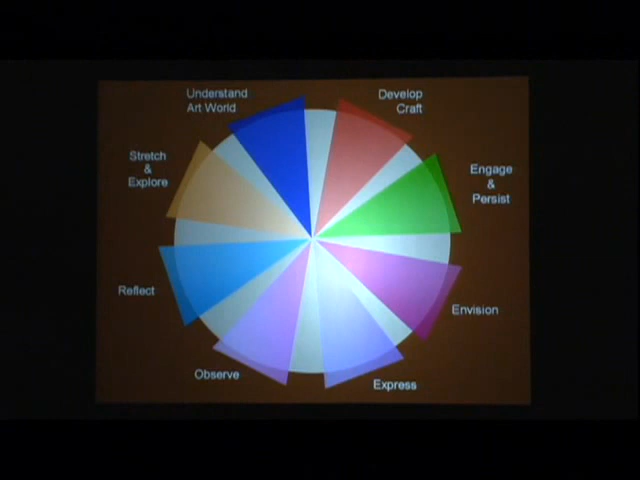 Understand
Art World
Develop
Craft
Stretch
&
Explore
Engage
&
Persist
Reflect
Envision
Observe
Express